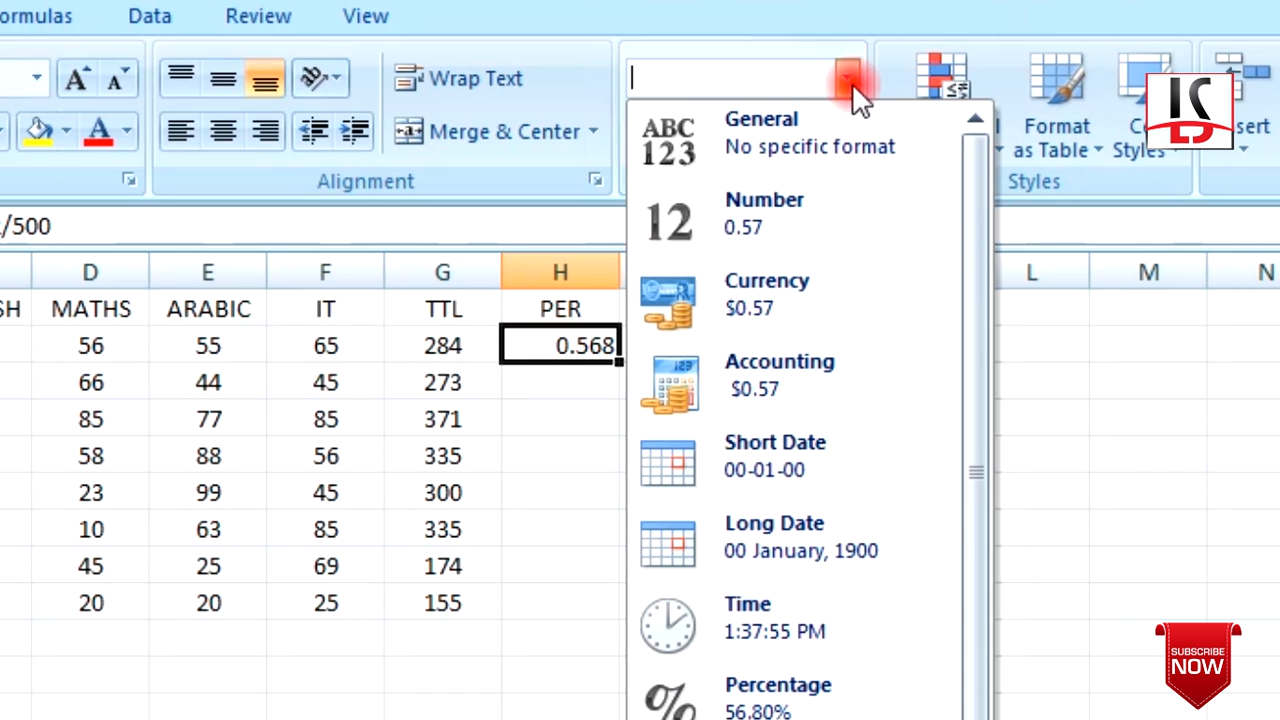 ormulas Data Review View
A A Wrap Text
A Merge & Center Format as Table Styles sert
Alignment Styles
/500
General
ABC
123
No specific format
Number
12
0.57
Currency
$0.57
Accounting
$0.57
Short Date
00-01-00
Long Date
00 January, 1900
Time
1:37:55 PM
Percentage
%
56.80%
D E F G H L M N
SH MATHS ARABIC IT TTL PER
56 55 65 284 0.568
66 44 45 273
85 77 85 371
58 88 56 335
23 99 45 300
10 63 85 335
45 25 69 174
20 20 25 155
SUBSCRIBE
NOW